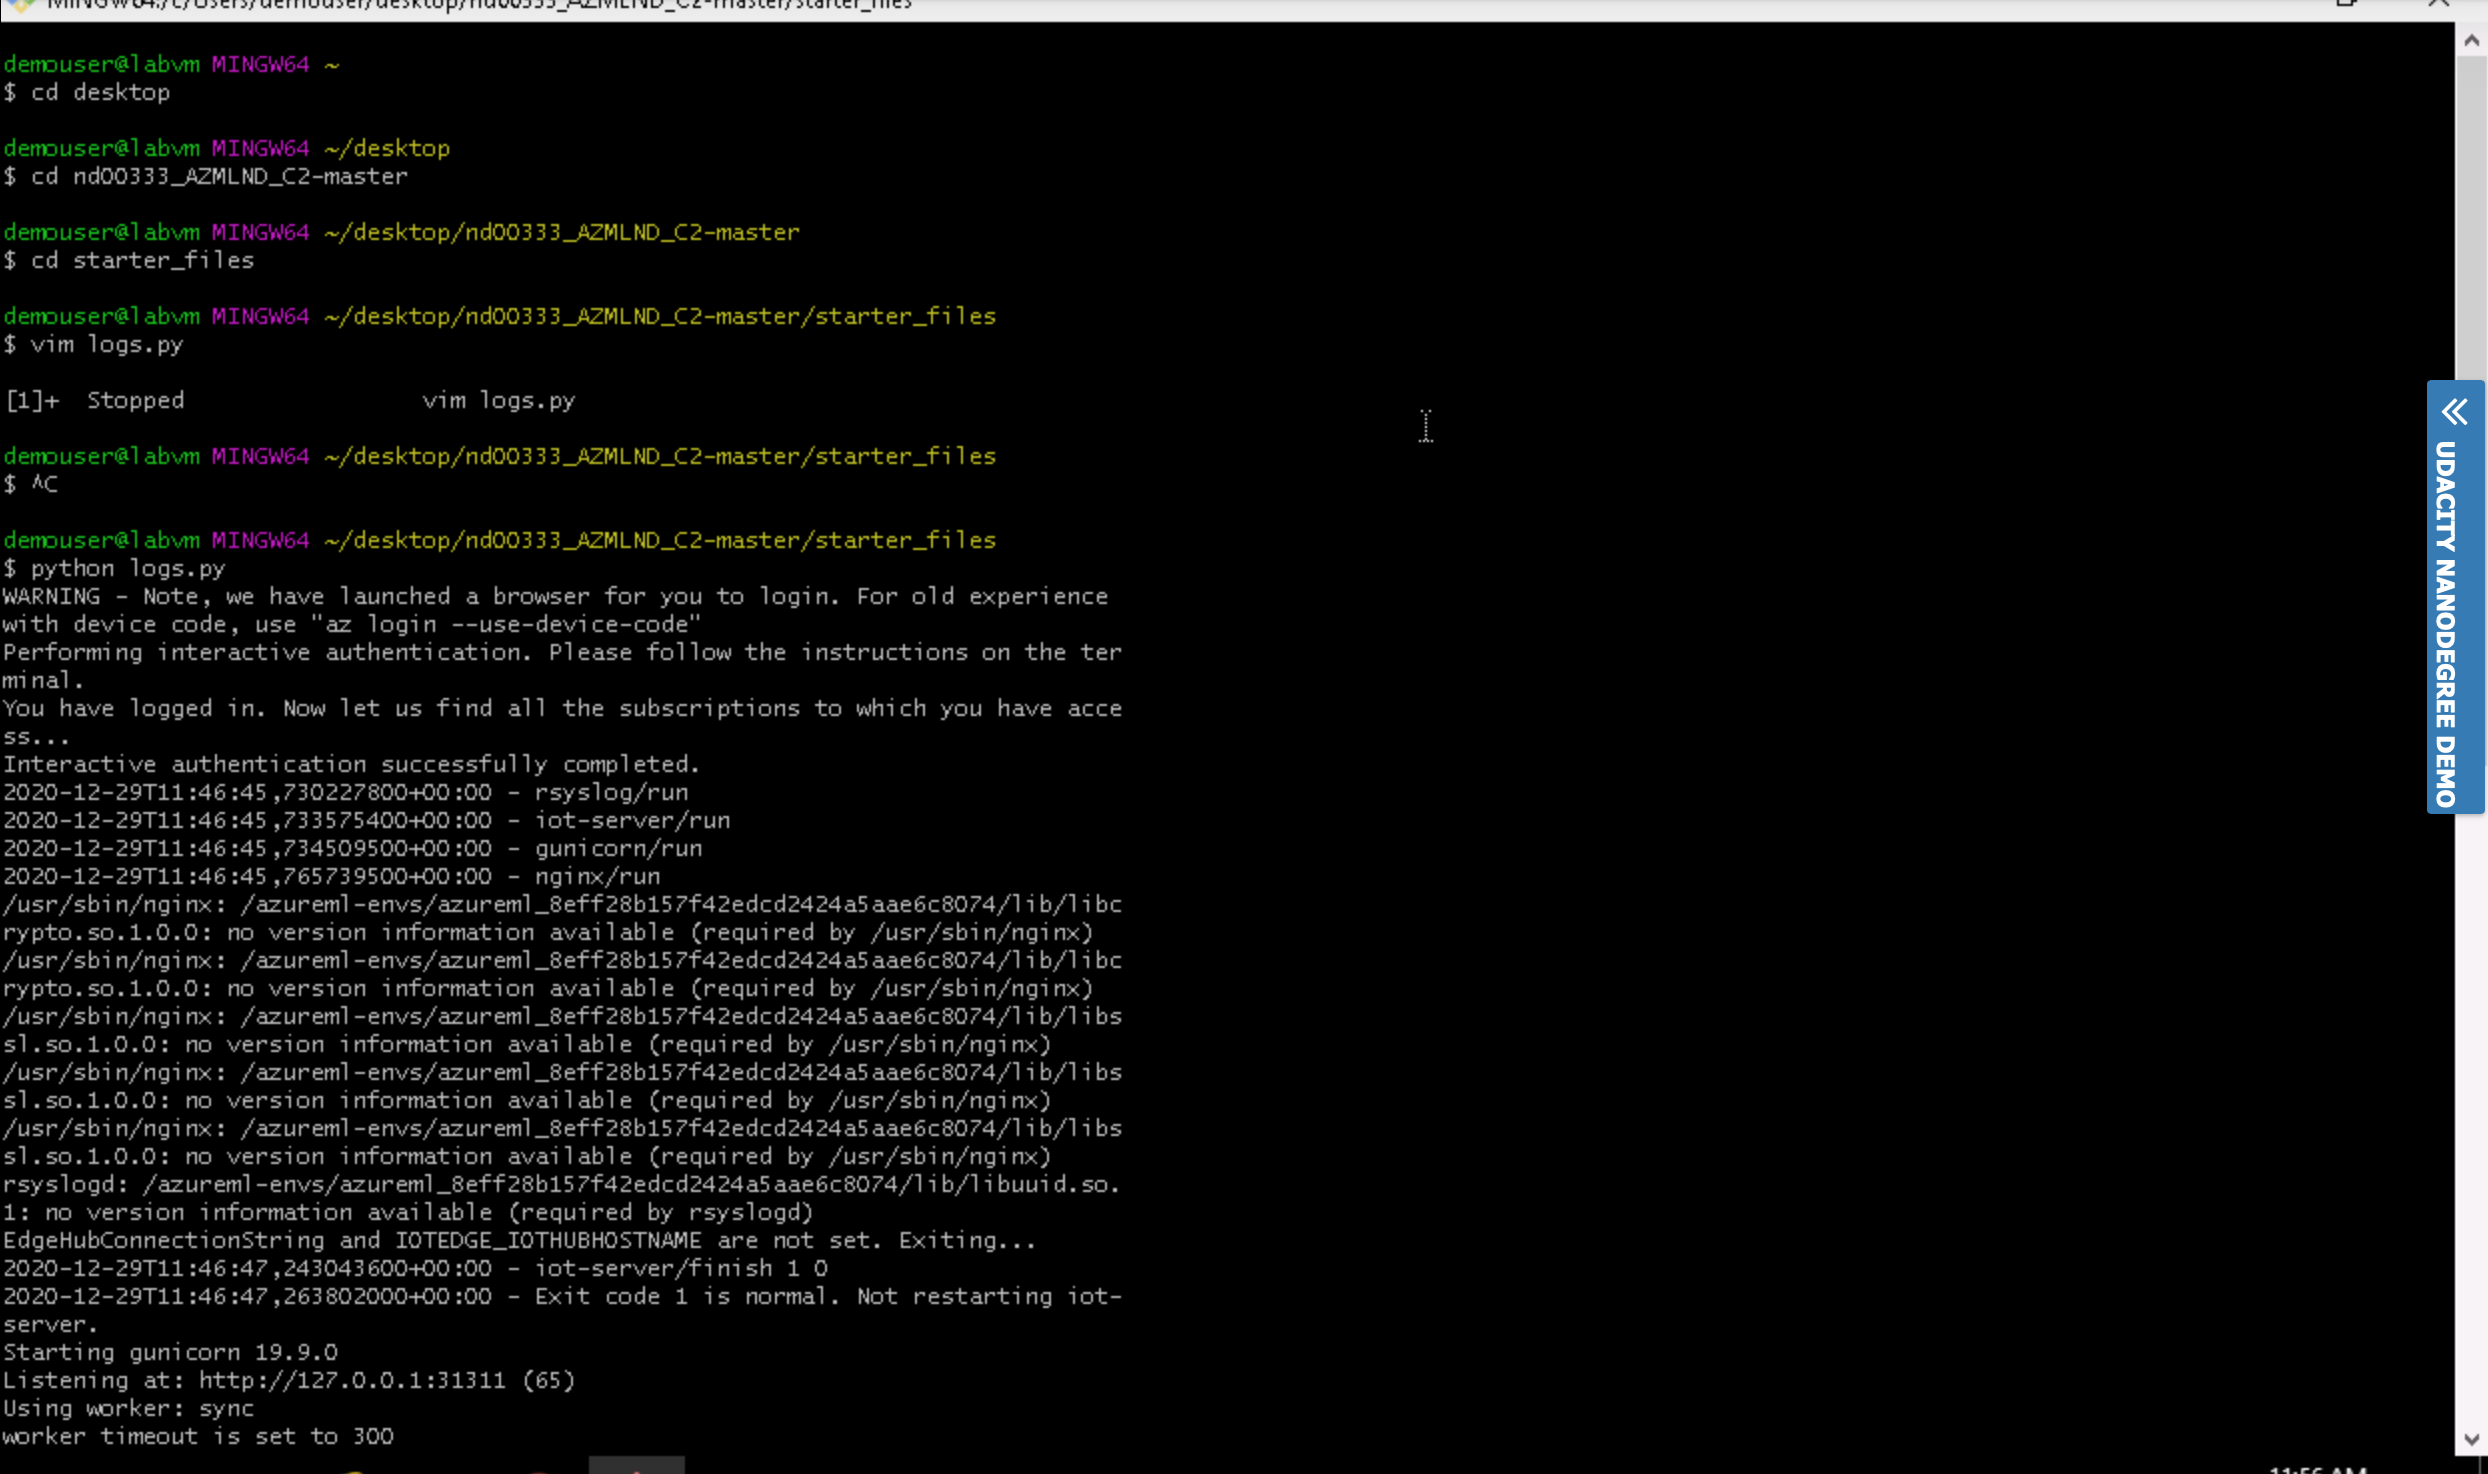 MINGW64:/c/Users/demouser/desktop/nd00333_AZMLND_C2-master/starter_files
demouser@labvm MINGW64 ~
$ cd desktop
demouser@labvm MINGW64 ~/desktop
$ cd nd00333_AZMLND_C2-master
demouser@labvm MINGW64 ~/desktop/nd00333_AZMLND_C2-master
$ cd starter_files
demouser@labvm MINGW64 ~/desktop/nd00333_AZMLND_C2-master/starter_files
$ vim logs.py
[1]+  Stopped                 vim logs.py
demouser@labvm MINGW64 ~/desktop/nd00333_AZMLND_C2-master/starter_files
$ ^C
demouser@labvm MINGW64 ~/desktop/nd00333_AZMLND_C2-master/starter_files
$ python logs.py
WARNING - Note, we have launched a browser for you to login. For old experience
with device code, use "az login --use-device-code"
Performing interactive authentication. Please follow the instructions on the ter
minal.
You have logged in. Now let us find all the subscriptions to which you have acce
ss...
Interactive authentication successfully completed.
2020-12-29T11:46:45,730227800+00:00 - rsyslog/run
2020-12-29T11:46:45,733575400+00:00 - iot-server/run
2020-12-29T11:46:45,734509500+00:00 - gunicorn/run
2020-12-29T11:46:45,765739500+00:00 - nginx/run
/usr/sbin/nginx: /azureml-envs/azureml_8eff28b157f42edcd2424a5aae6c8074/lib/libc
rypto.so.1.0.0: no version information available (required by /usr/sbin/nginx)
/usr/sbin/nginx: /azureml-envs/azureml_8eff28b157f42edcd2424a5aae6c8074/lib/libc
rypto.so.1.0.0: no version information available (required by /usr/sbin/nginx)
/usr/sbin/nginx: /azureml-envs/azureml_8eff28b157f42edcd2424a5aae6c8074/lib/libs
sl.so.1.0.0: no version information available (required by /usr/sbin/nginx)
/usr/sbin/nginx: /azureml-envs/azureml_8eff28b157f42edcd2424a5aae6c8074/lib/libs
sl.so.1.0.0: no version information available (required by /usr/sbin/nginx)
/usr/sbin/nginx: /azureml-envs/azureml_8eff28b157f42edcd2424a5aae6c8074/lib/libs
sl.so.1.0.0: no version information available (required by /usr/sbin/nginx)
rsyslogd: /azureml-envs/azureml_8eff28b157f42edcd2424a5aae6c8074/lib/libuuid.so.
1: no version information available (required by rsyslogd)
EdgeHubConnectionString and IOTEDGE_IOTHUBHOSTNAME are not set. Exiting...
2020-12-29T11:46:47,243043600+00:00 - iot-server/finish 1 0
2020-12-29T11:46:47,263802000+00:00 - Exit code 1 is normal. Not restarting iot-
server.
Starting gunicorn 19.9.0
Listening at: http://127.0.0.1:31311 (65)
Using worker: sync
worker timeout is set to 300
UDACITY NANODEGREE DEMO
11:56 AM